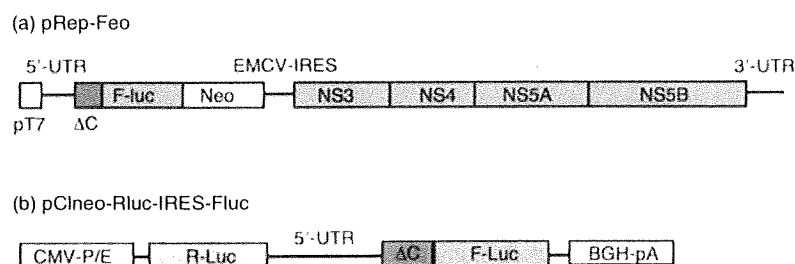 (a) pRep-Feo
5'-UTR EMCV-IRES 3'-UTR
F-luc Neo NS3 NS4 NS5A NS5B
pT7 ΔC
(b) pCIneo-Rluc-IRES-Fluc
5'-UTR
CMV-P/E R-Luc ΔC F-Luc BGH-pA